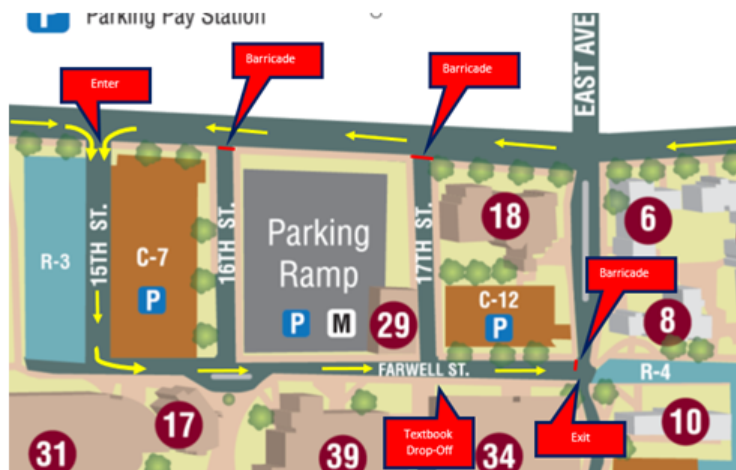 P Parking Pay Station
Enter
Barricade
Barricade
EAST AVE
R-3
15TH ST.
C-7
P
16TH ST.
Parking
Ramp
P M
29
17TH ST.
18
C-12
P
6
Barricade
8
FARWELL ST.
R-4
31
17
39
Textbook
Drop-Off
34
Exit
10